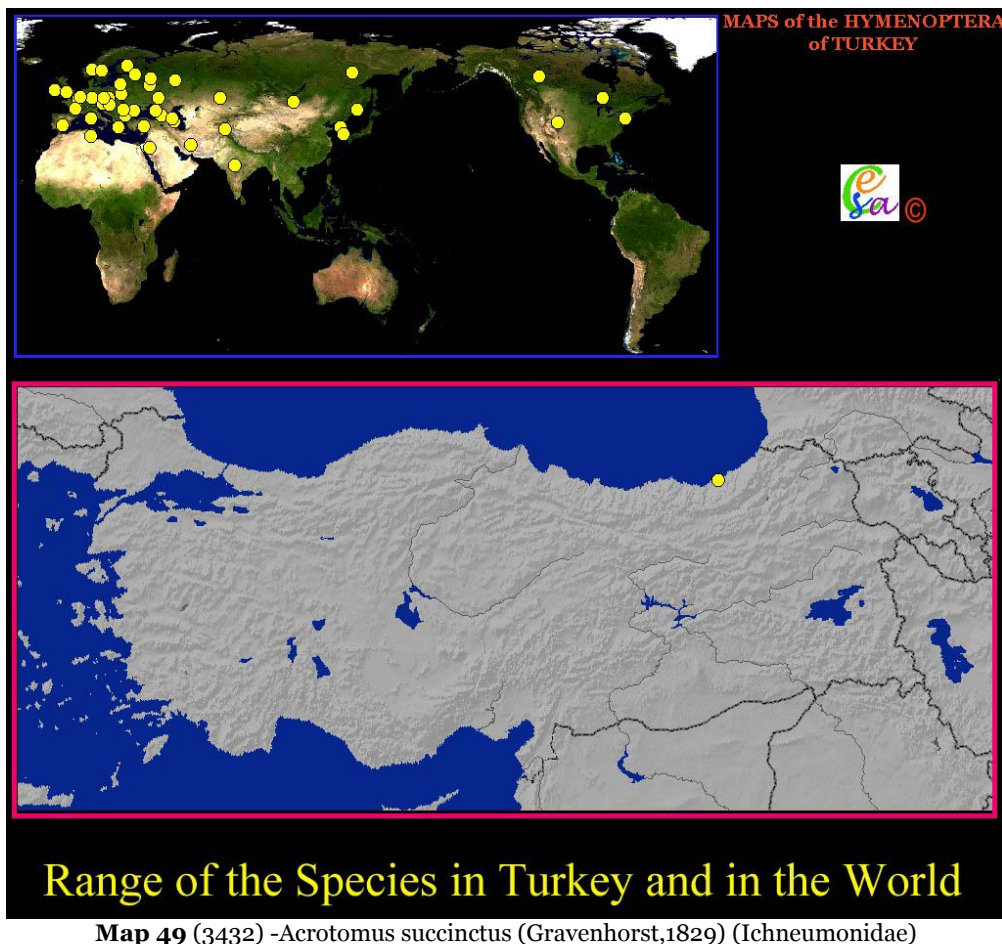 MAPS of the HYMENOPTERA
of TURKEY
Cesa ©
Range of the Species in Turkey and in the World
Map 49 (3432) -Acrotomus succinctus (Gravenhorst,1829) (Ichneumonidae)